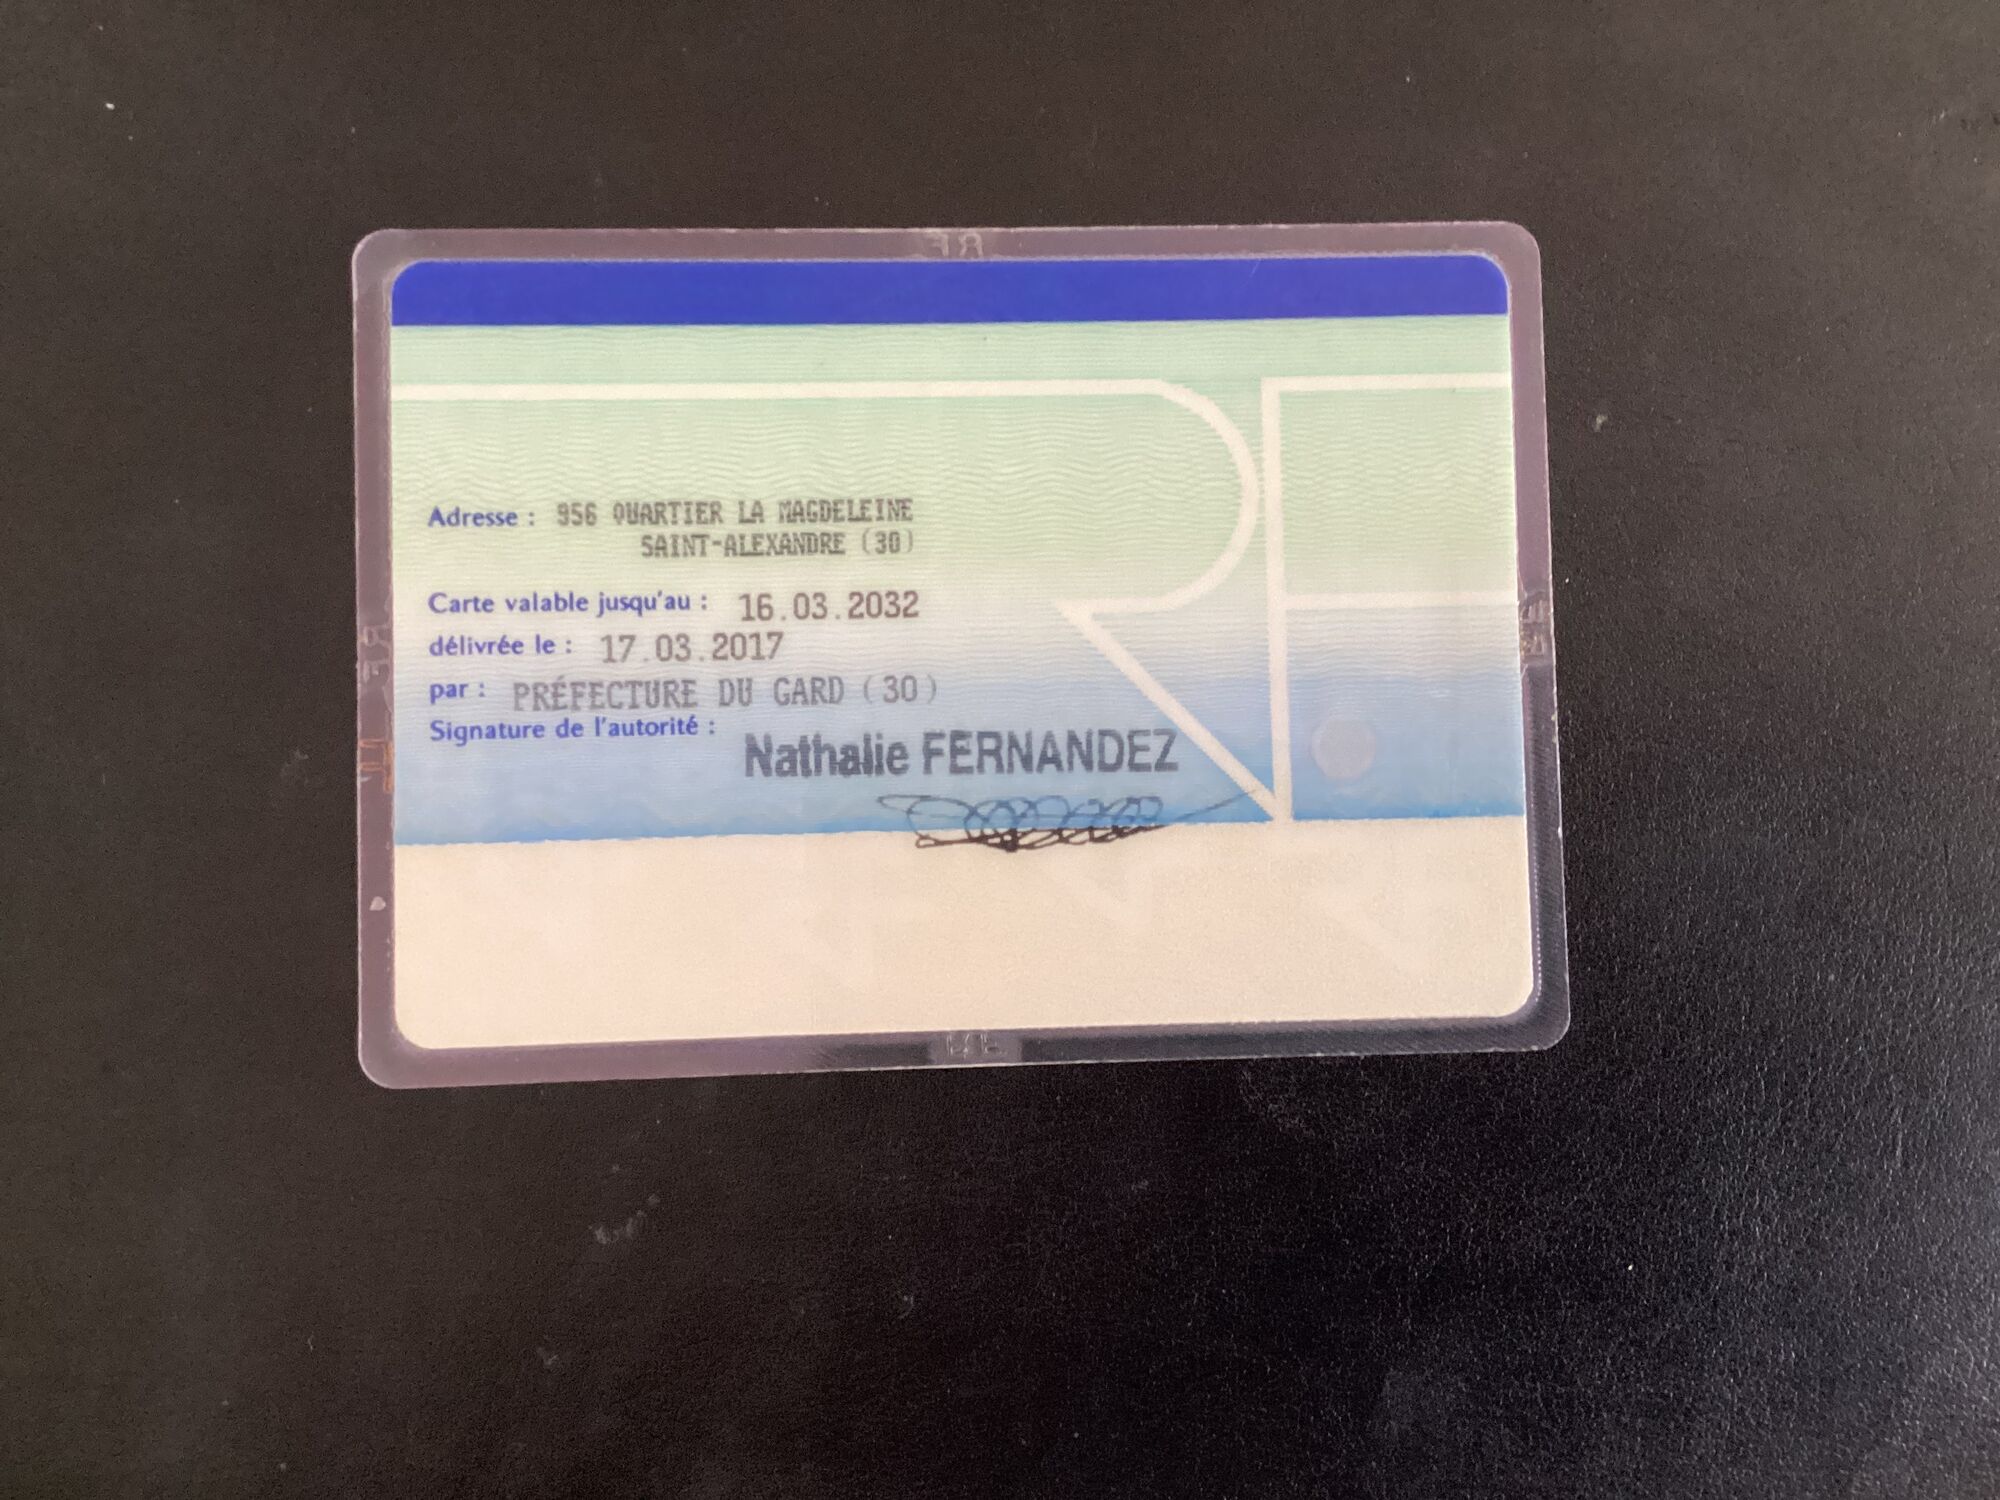 Adresse : 956 QUARTIER LA MAGDELEINE
SAINT-ALEXANDRE (30)
Carte valable jusqu'au : 16.03.2032
délivrée le : 17.03.2017
par : PRÉFECTURE DU GARD (30)
Signature de l'autorité :
Nathalie FERNANDEZ
RF